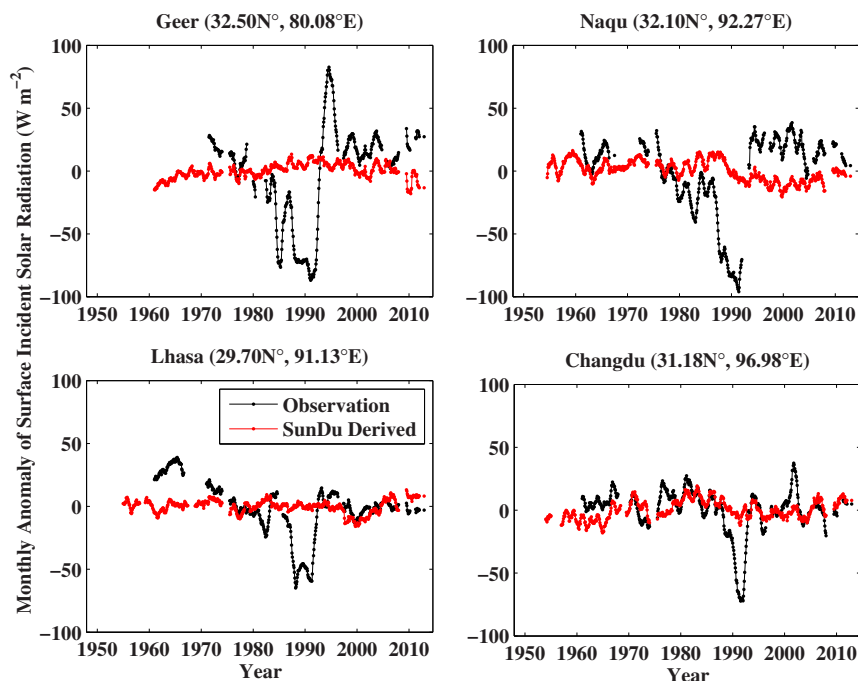 Geer (32.50N°, 80.08°E)
Naqu (32.10N°, 92.27°E)
Monthly Anomaly of Surface Incident Solar Radiation (W m−2)
100
50
0
−50
−100
1950 1960 1970 1980 1990 2000 2010
100
50
0
−50
−100
1950 1960 1970 1980 1990 2000 2010
Lhasa (29.70N°, 91.13°E)
Changdu (31.18N°, 96.98°E)
100
50
0
−50
−100
Observation
SunDu Derived
1950 1960 1970 1980 1990 2000 2010
Year
100
50
0
−50
−100
1950 1960 1970 1980 1990 2000 2010
Year